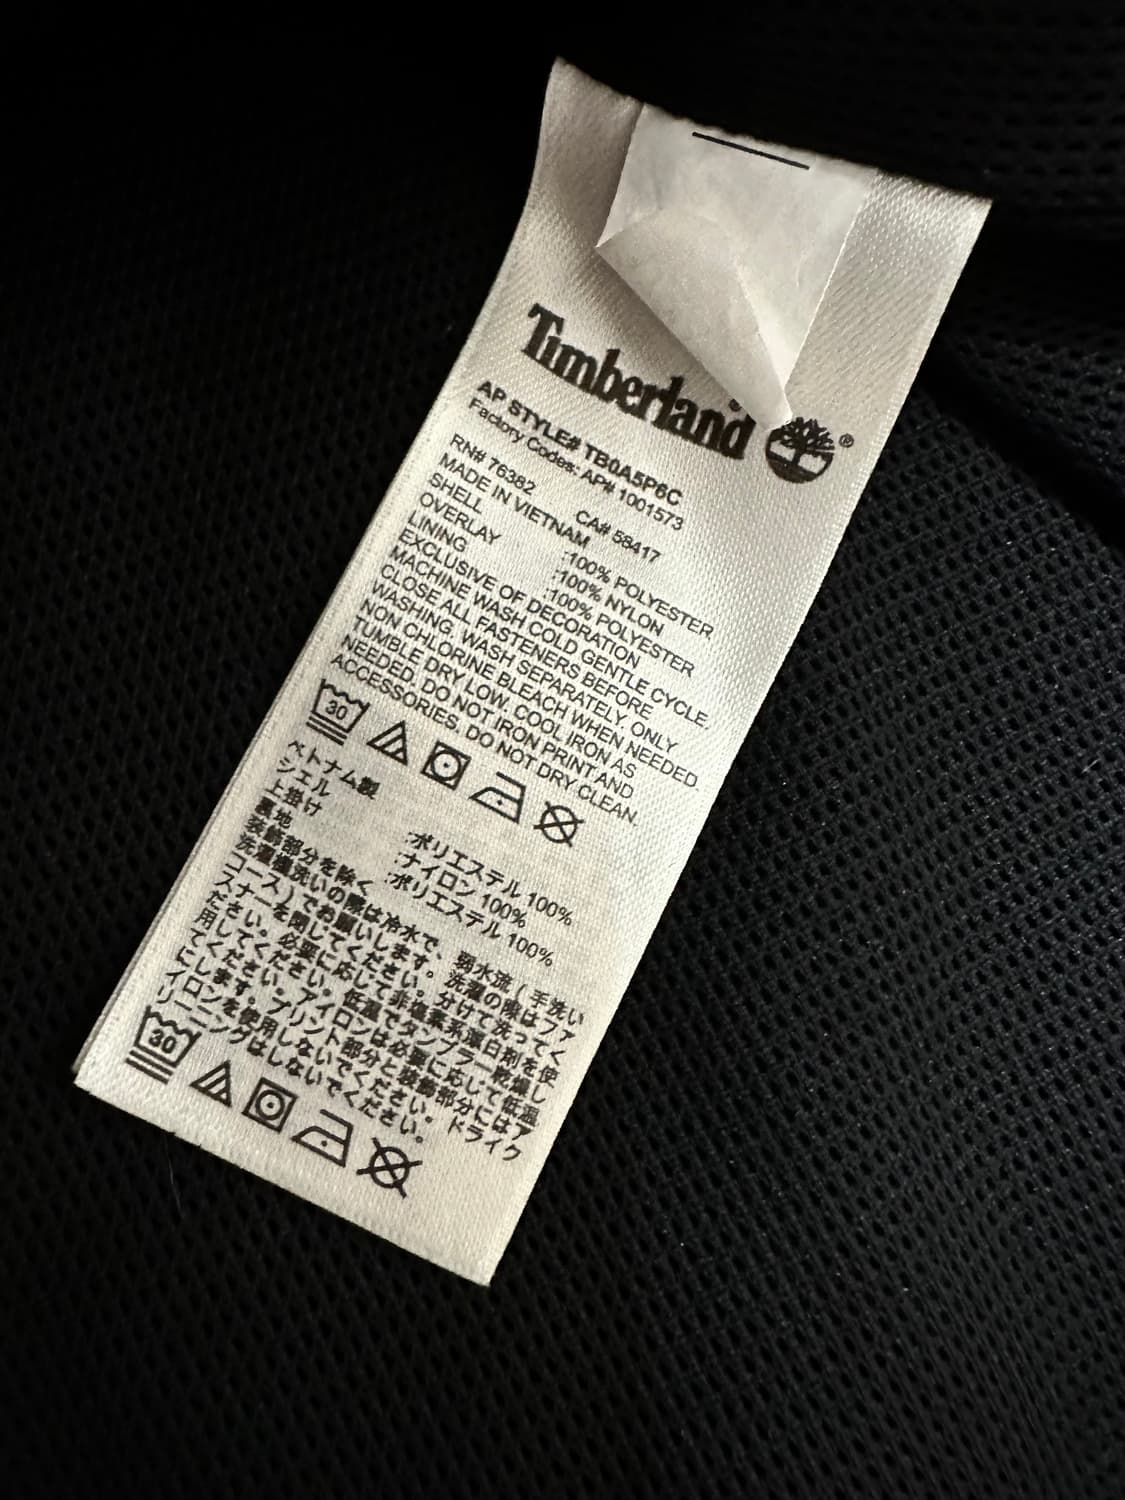 Timberland®
AP STYLE# TB0A5P6C
Factory Codes: AP# 1001573
RN# 76382 CA# 58417
MADE IN VIETNAM
SHELL :100% POLYESTER
OVERLAY :100% NYLON
LINING :100% POLYESTER
EXCLUSIVE OF DECORATION
MACHINE WASH COLD GENTLE CYCLE.
CLOSE ALL FASTENERS BEFORE
WASHING. WASH SEPARATELY. ONLY
NON CHLORINE BLEACH WHEN NEEDED.
TUMBLE DRY LOW. COOL IRON AS
NEEDED. DO NOT IRON PRINT AND
ACCESSORIES. DO NOT DRY CLEAN.
30
ベトナム製
シェル :ポリエステル 100%
上掛け :ナイロン 100%
裏地 :ポリエステル 100%
装飾部分を除く
洗濯機洗いの際は冷水で、弱水流 ( 手洗い
コース ) でお願いします。洗濯の際はファ
スナーを閉じてください。分けて洗ってく
ださい。必要に応じて非塩素系漂白剤を使
用してください。低温でタンブラー乾燥し
てください。アイロンは必要に応じて低温
にします。プリント部分と装飾部分にはア
イロンを使用しないでください。ドライク
リーニングはしないでください。
30